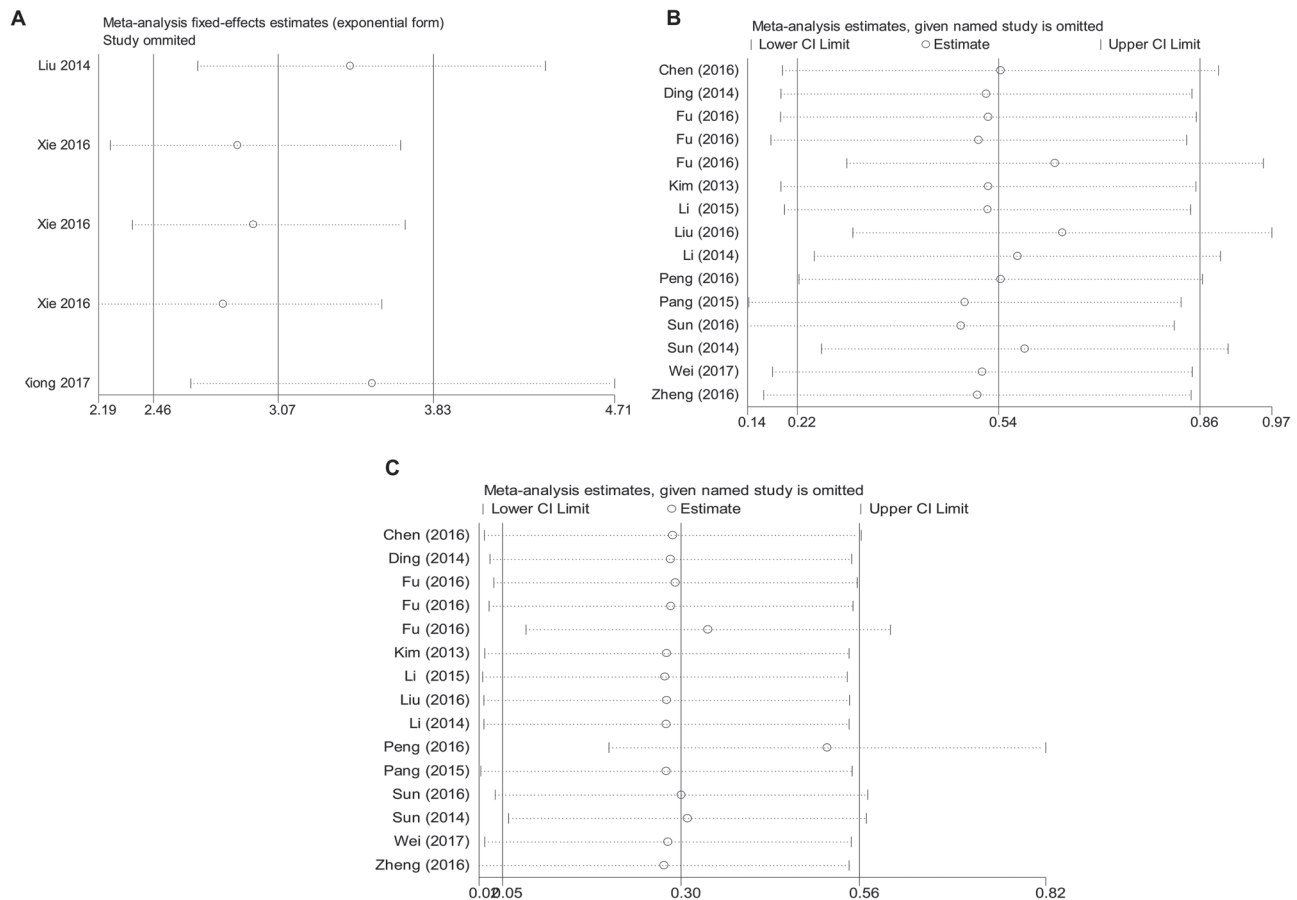 A
Meta-analysis fixed-effects estimates (exponential form)
Study ommited
Liu 2014
Xie 2016
Xie 2016
Xie 2016
Xiong 2017
2.19 2.46 3.07 3.83 4.71
B
Meta-analysis estimates, given named study is omitted
Lower CI Limit Estimate Upper CI Limit
Chen (2016)
Ding (2014)
Fu (2016)
Fu (2016)
Fu (2016)
Kim (2013)
Li (2015)
Liu (2016)
Li (2014)
Peng (2016)
Pang (2015)
Sun (2016)
Sun (2014)
Wei (2017)
Zheng (2016)
0.14 0.22 0.54 0.86 0.97
C
Meta-analysis estimates, given named study is omitted
Lower CI Limit Estimate Upper CI Limit
Chen (2016)
Ding (2014)
Fu (2016)
Fu (2016)
Fu (2016)
Kim (2013)
Li (2015)
Liu (2016)
Li (2014)
Peng (2016)
Pang (2015)
Sun (2016)
Sun (2014)
Wei (2017)
Zheng (2016)
0.02 0.05 0.30 0.56 0.82